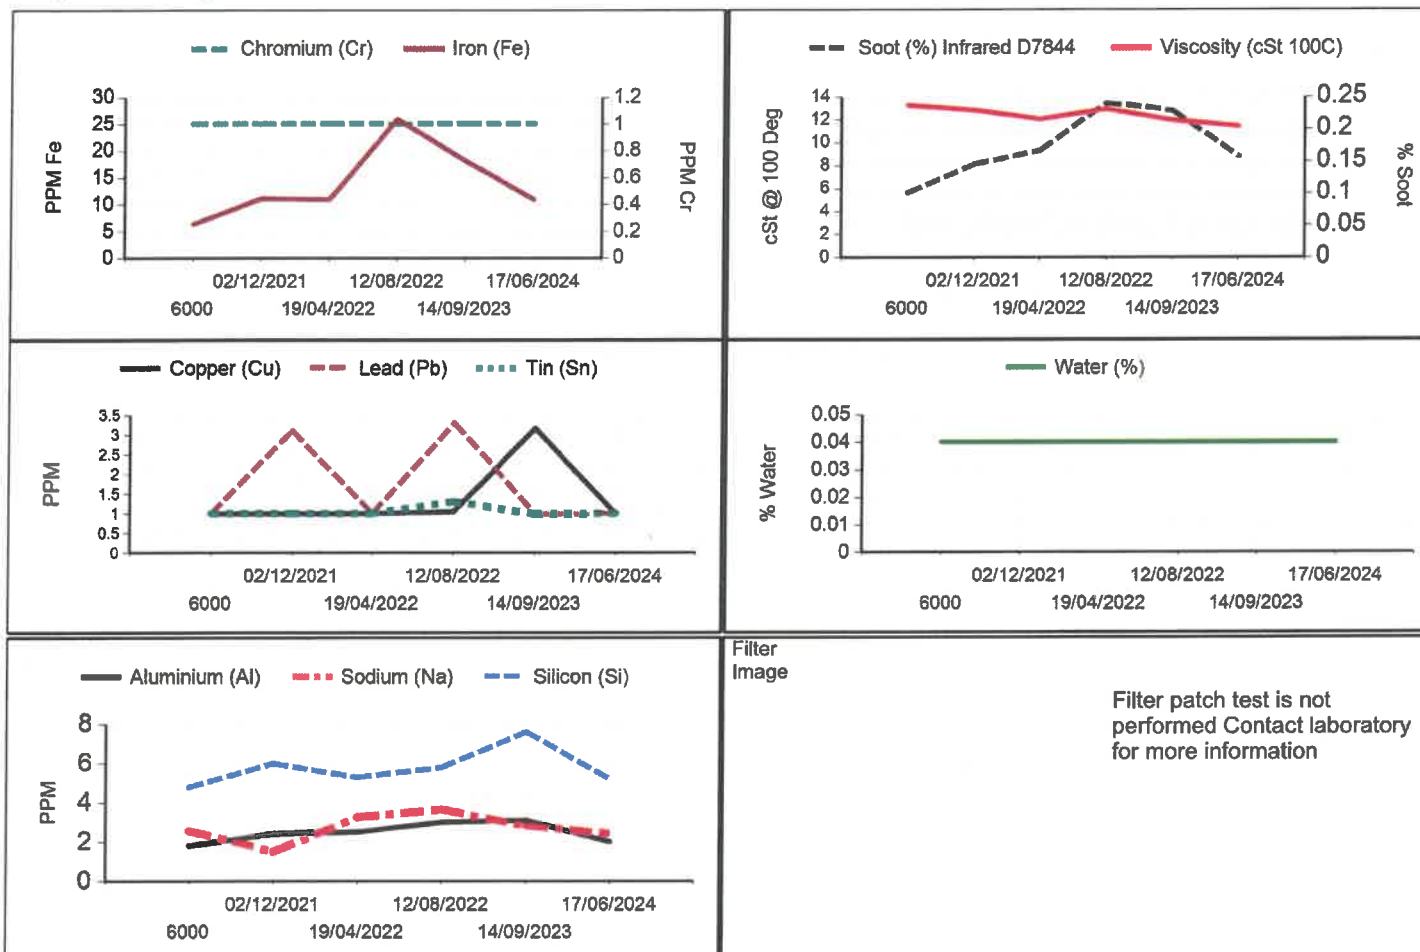 Chromium (Cr) Iron (Fe)
30
25
20
15
10
5
0
PPM Fe
1.2
1
0.8
0.6
0.4
0.2
0
PPM Cr
02/12/2021 12/08/2022 17/06/2024
6000 19/04/2022 14/09/2023
Soot (%) Infrared D7844 Viscosity (cSt 100C)
14
12
10
8
6
4
2
0
cSt @ 100 Deg
0.25
0.2
0.15
0.1
0.05
0
% Soot
02/12/2021 12/08/2022 17/06/2024
6000 19/04/2022 14/09/2023
Copper (Cu) Lead (Pb) Tin (Sn)
3.5
3
2.5
2
1.5
1
0.5
0
PPM
02/12/2021 12/08/2022 17/06/2024
6000 19/04/2022 14/09/2023
Water (%)
0.05
0.04
0.03
0.02
0.01
0
% Water
02/12/2021 12/08/2022 17/06/2024
6000 19/04/2022 14/09/2023
Aluminium (Al) Sodium (Na) Silicon (Si)
8
6
4
2
0
PPM
02/12/2021 12/08/2022 17/06/2024
6000 19/04/2022 14/09/2023
Filter
Image
Filter patch test is not
performed Contact laboratory
for more information